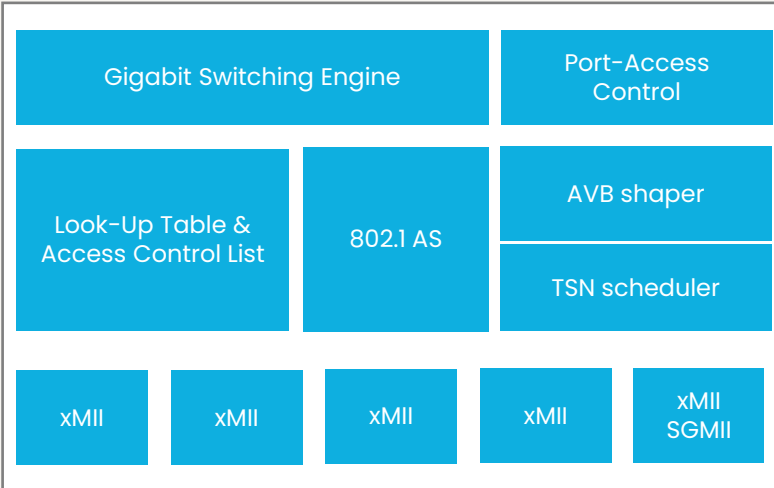 Gigabit Switching Engine
Port-Access
Control
Look-Up Table &
Access Control List
802.1 AS
AVB shaper
TSN scheduler
xMII
xMII
xMII
xMII
xMII
SGMII